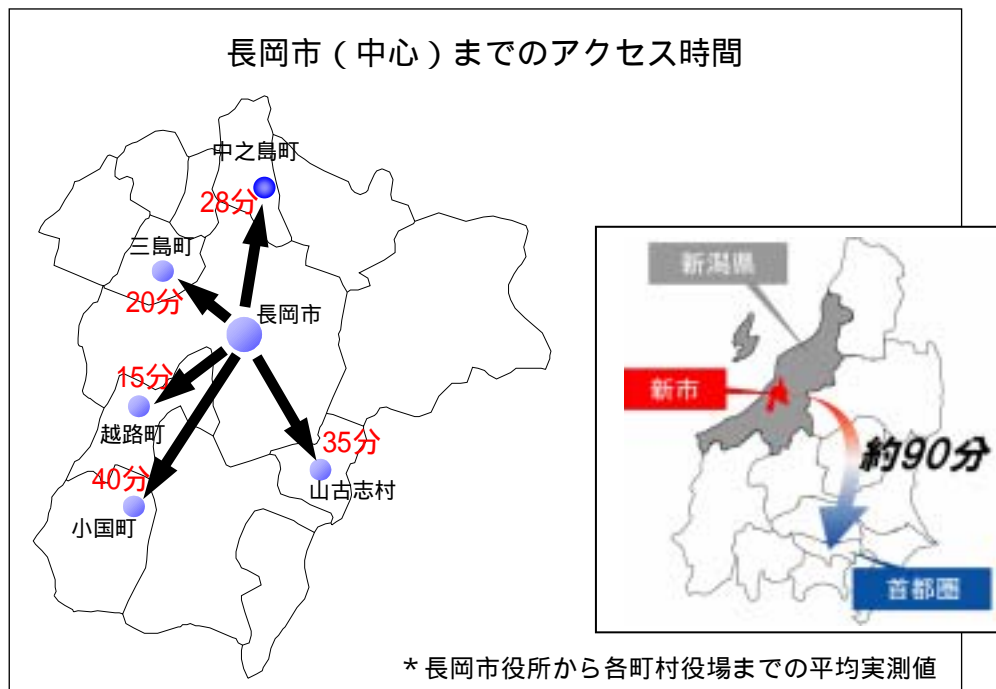 長岡市（中心）までのアクセス時間
中之島町
28分
三島町
20分
長岡市
15分
越路町
35分
山古志村
40分
小国町
新潟県
新市
約90分
首都圏
＊長岡市役所から各町村役場までの平均実測値